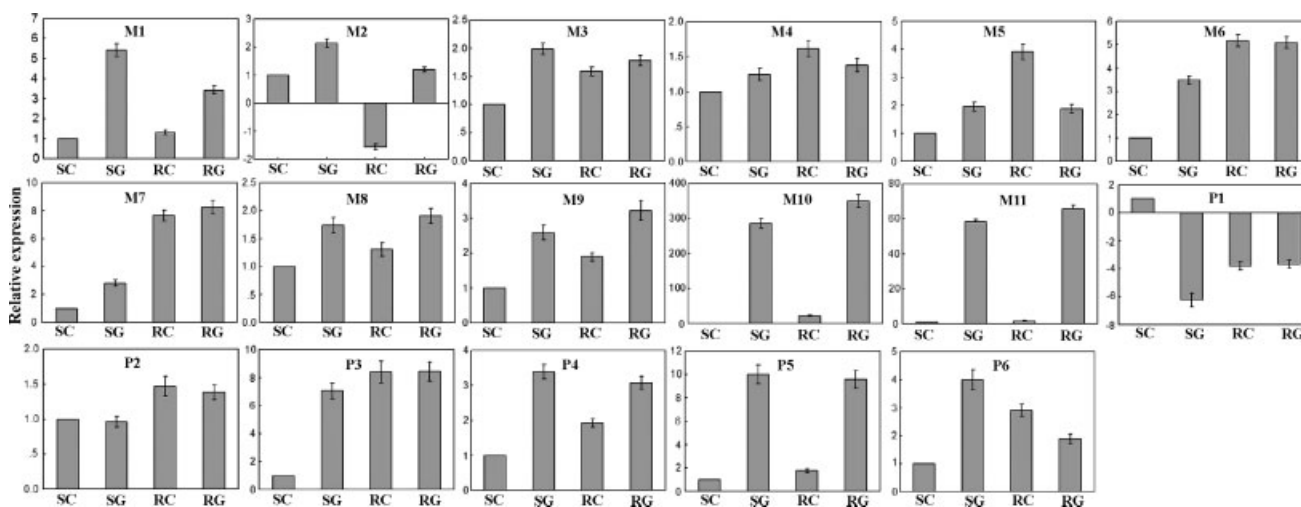 Relative expression
M1
7
6
5
4
3
2
1
0
SC SG RC RG
M2
3
2
1
0
-1
-2
SC SG RC RG
M3
2.5
2.0
1.5
1.0
.5
0.0
SC SG RC RG
M4
2.0
1.5
1.0
.5
0.0
SC SG RC RG
M5
5
4
3
2
1
0
SC SG RC RG
M6
6
5
4
3
2
1
0
SC SG RC RG
M7
10
8
6
4
2
0
SC SG RC RG
M8
2.5
2.0
1.5
1.0
.5
0.0
SC SG RC RG
M9
4
3
2
1
0
SC SG RC RG
M10
400
300
200
100
0
SC SG RC RG
M11
80
60
40
20
0
SC SG RC RG
P1
2
0
-2
-4
-6
-8
SC SG RC RG
P2
2.0
1.5
1.0
.5
0.0
SC SG RC RG
P3
10
8
6
4
2
0
SC SG RC RG
P4
4
3
2
1
0
SC SG RC RG
P5
12
10
8
6
4
2
0
SC SG RC RG
P6
5
4
3
2
1
0
SC SG RC RG